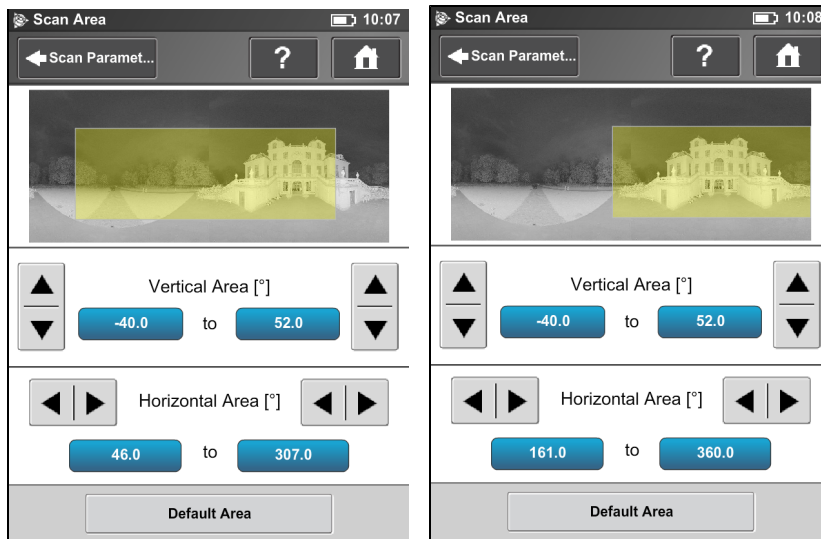 Scan Area 10:07
Scan Paramet... ?
Vertical Area [°]
-40.0 to 52.0
Horizontal Area [°]
46.0 to 307.0
Default Area
Scan Area 10:08
Scan Paramet... ?
Vertical Area [°]
-40.0 to 52.0
Horizontal Area [°]
161.0 to 360.0
Default Area